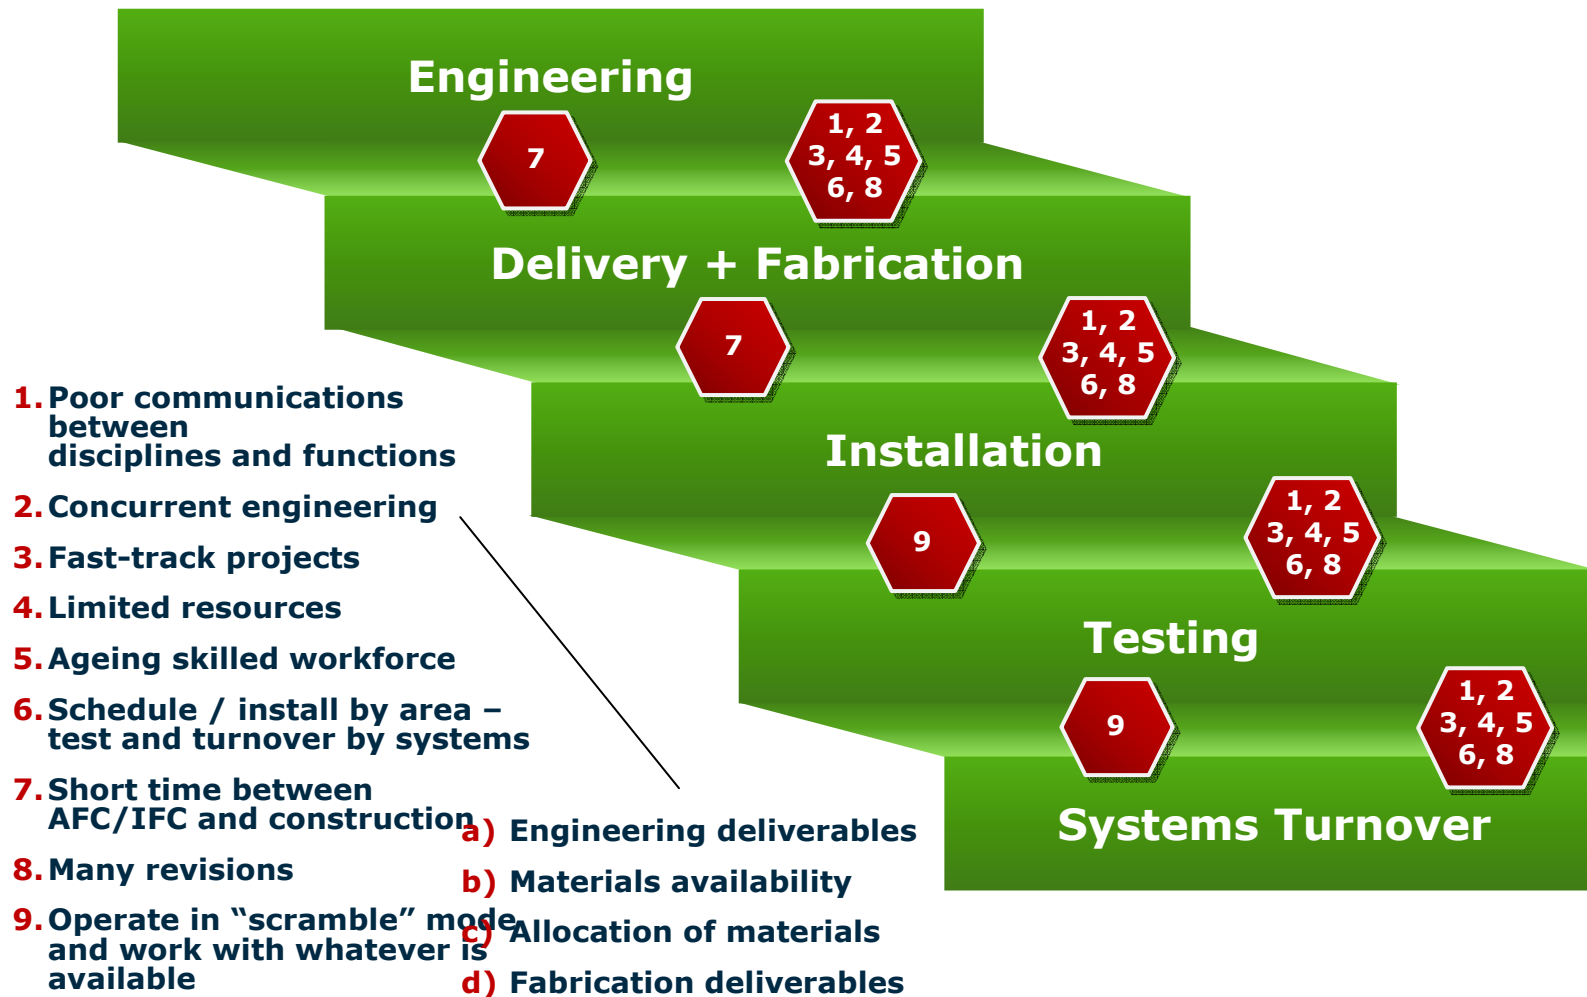 Engineering
7
1, 2
3, 4, 5
6, 8
Delivery + Fabrication
7
1, 2
3, 4, 5
6, 8
Installation
9
1, 2
3, 4, 5
6, 8
Testing
9
1, 2
3, 4, 5
6, 8
Systems Turnover
1. Poor communications
between
disciplines and functions
2. Concurrent engineering
3. Fast-track projects
4. Limited resources
5. Ageing skilled workforce
6. Schedule / install by area –
test and turnover by systems
7. Short time between
AFC/IFC and construction
8. Many revisions
9. Operate in “scramble” mode
and work with whatever is
available
a) Engineering deliverables
b) Materials availability
c) Allocation of materials
d) Fabrication deliverables